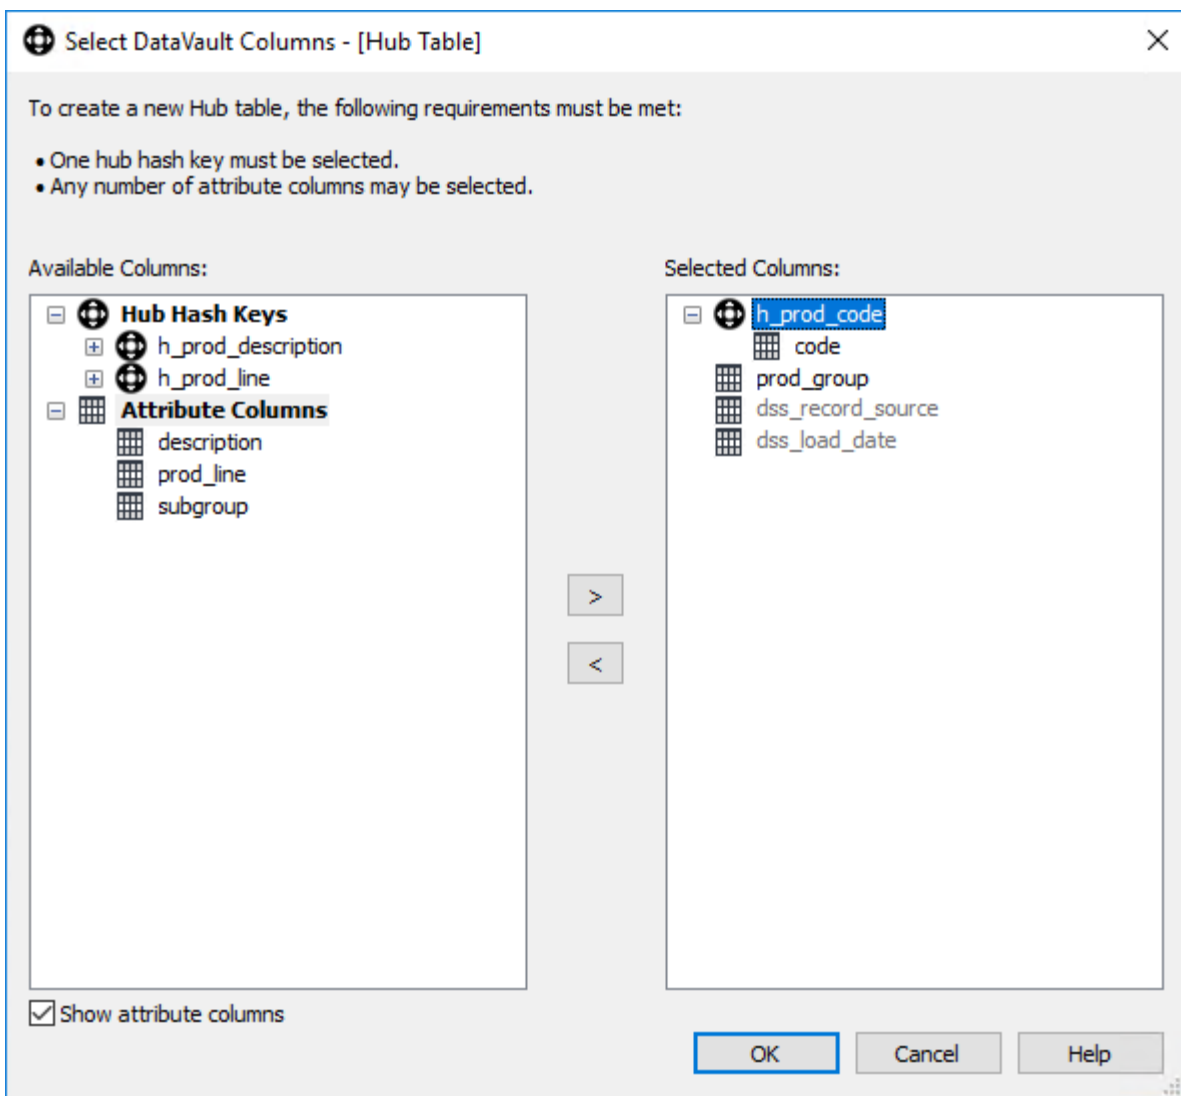 Select DataVault Columns - [Hub Table]
To create a new Hub table, the following requirements must be met:
• One hub hash key must be selected.
• Any number of attribute columns may be selected.
Available Columns:
Hub Hash Keys
h_prod_description
h_prod_line
Attribute Columns
description
prod_line
subgroup
Show attribute columns
>
<
Selected Columns:
h_prod_code
code
prod_group
dss_record_source
dss_load_date
OK
Cancel
Help